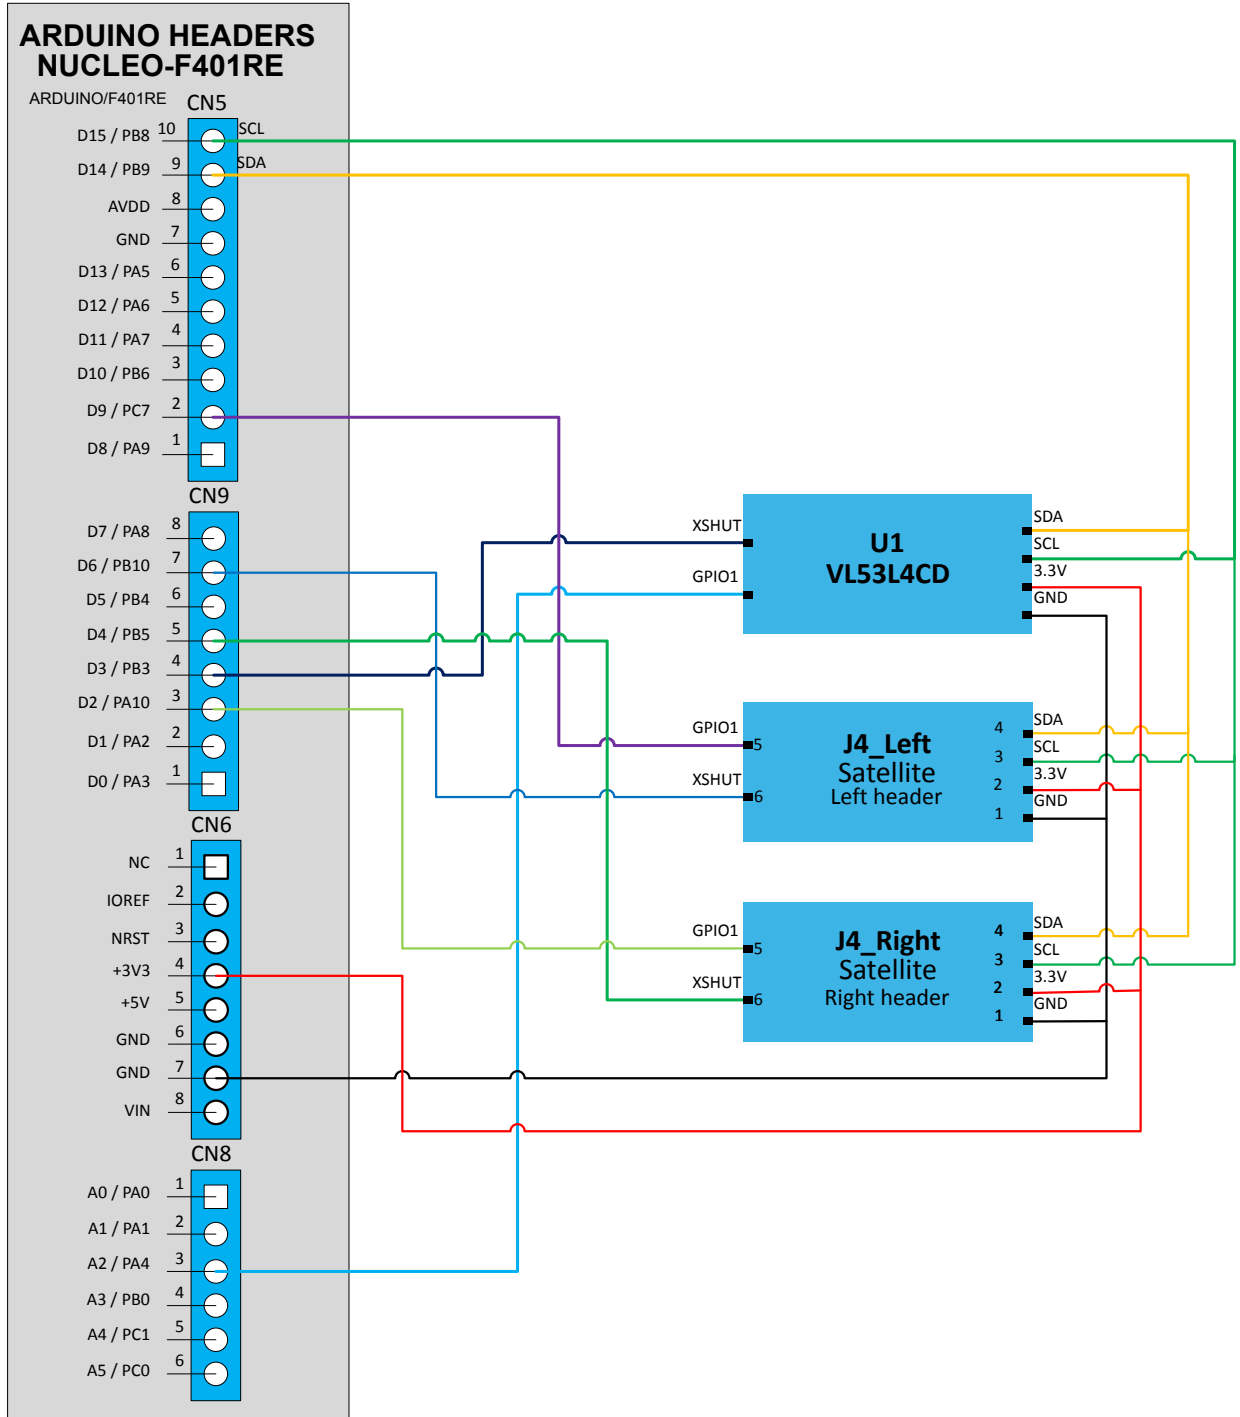 ARDUINO HEADERS
NUCLEO-F401RE
ARDUINO/F401RE
CN5
D15 / PB8 10 SCL
D14 / PB9 9 SDA
AVDD 8
GND 7
D13 / PA5 6
D12 / PA6 5
D11 / PA7 4
D10 / PB6 3
D9 / PC7 2
D8 / PA9 1
CN9
D7 / PA8 8
D6 / PB10 7
D5 / PB4 6
D4 / PB5 5
D3 / PB3 4
D2 / PA10 3
D1 / PA2 2
D0 / PA3 1
CN6
NC 1
IOREF 2
NRST 3
+3V3 4
+5V 5
GND 6
GND 7
VIN 8
CN8
A0 / PA0 1
A1 / PA1 2
A2 / PA4 3
A3 / PB0 4
A4 / PC1 5
A5 / PC0 6
XSHUT
GPIO1
U1
VL53L4CD
SDA
SCL
3.3V
GND
GPIO1
5
XSHUT
6
J4_Left
Satellite
Left header
4 SDA
3 SCL
2 3.3V
1 GND
GPIO1
5
XSHUT
6
J4_Right
Satellite
Right header
4 SDA
3 SCL
2 3.3V
1 GND